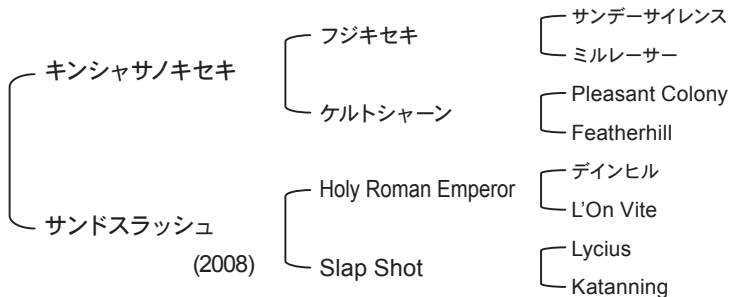 キンシャサノキセキ
フジキセキ
サンデーサイレンス
ミルレーサー
ケルトシャーン
Pleasant Colony
Featherhill
サンドスラッシュ
(2008)
Holy Roman Emperor
デインヒル
L'On Vite
Slap Shot
Lycius
Katanning